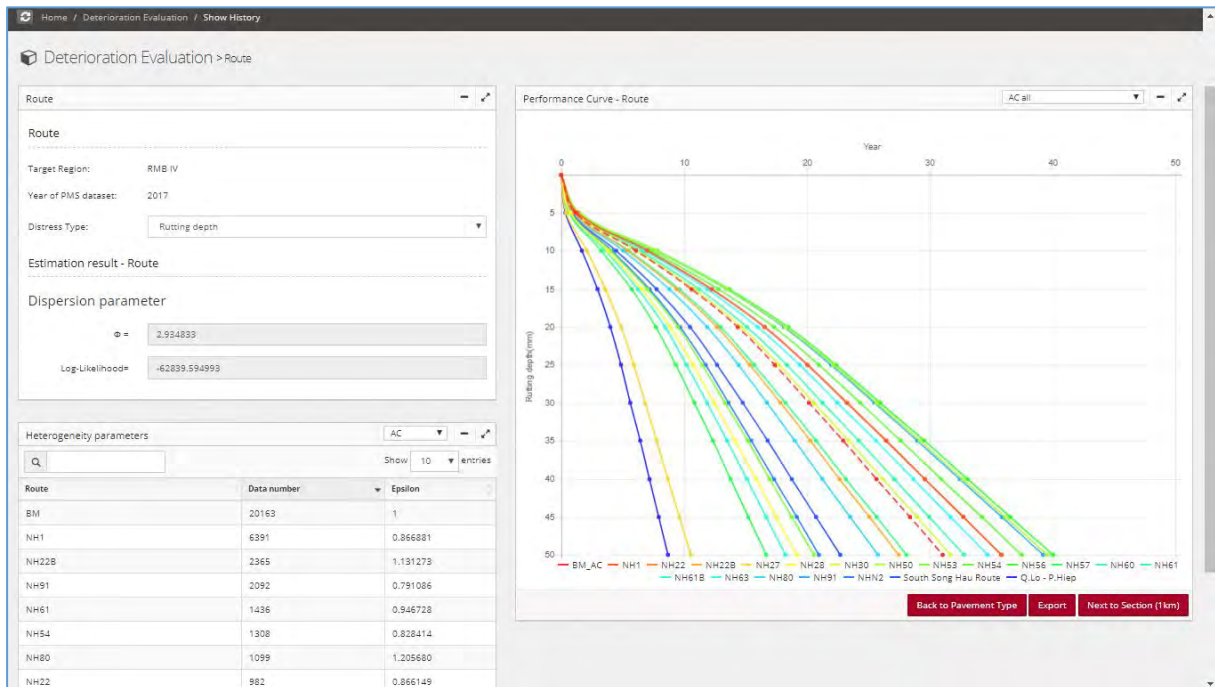 Home / Deterioration Evaluation / Show History
Deterioration Evaluation > Route
Route
Route
Target Region: RMB IV
Year of PMS dataset: 2017
Distress Type: Rutting depth
Estimation result - Route
Dispersion parameter
Φ = 2.934833
Log-Likelihood= -62839.594993
Heterogeneity parameters AC
Show 10 entries
Route Data number Epsilon
BM 20163 1
NH1 6391 0.866881
NH22B 2365 1.131273
NH91 2092 0.791086
NH61 1436 0.946728
NH54 1308 0.828414
NH80 1099 1.205680
NH22 982 0.866149
Performance Curve - Route AC all
Year
0 10 20 30 40 50
Rutting depth(mm)
5
10
15
20
25
30
35
40
45
50
BM_AC NH1 NH22 NH22B NH27 NH28 NH30 NH50 NH53 NH54 NH56 NH57 NH60 NH61
NH61B NH63 NH80 NH91 NHN2 South Song Hau Route Q.Lo - P.Hiep
Back to Pavement Type Export Next to Section (1km)